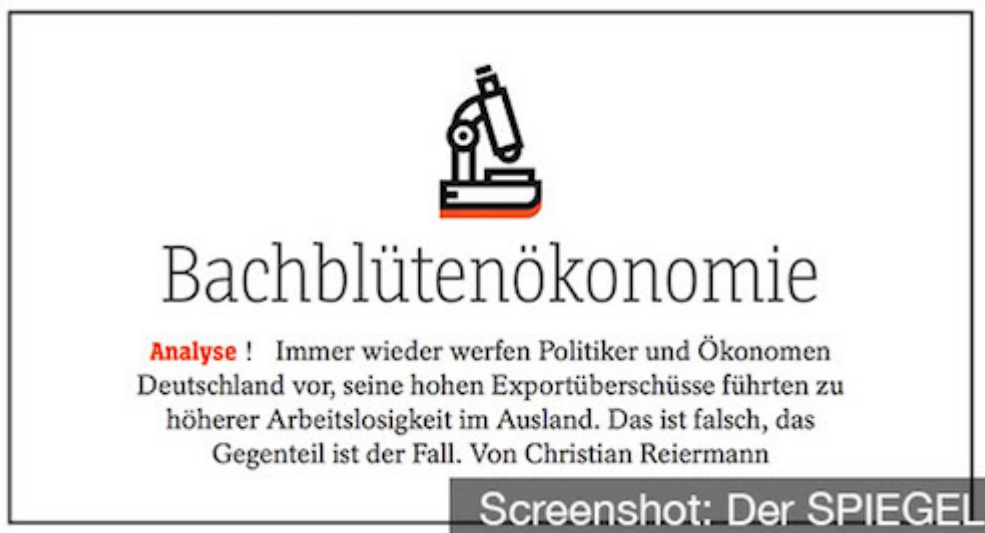 Bachblütenökonomie
Analyse ! Immer wieder werfen Politiker und Ökonomen
Deutschland vor, seine hohen Exportüberschüsse führten zu
höherer Arbeitslosigkeit im Ausland. Das ist falsch, das
Gegenteil ist der Fall. Von Christian Reiermann
Screenshot: Der SPIEGEL